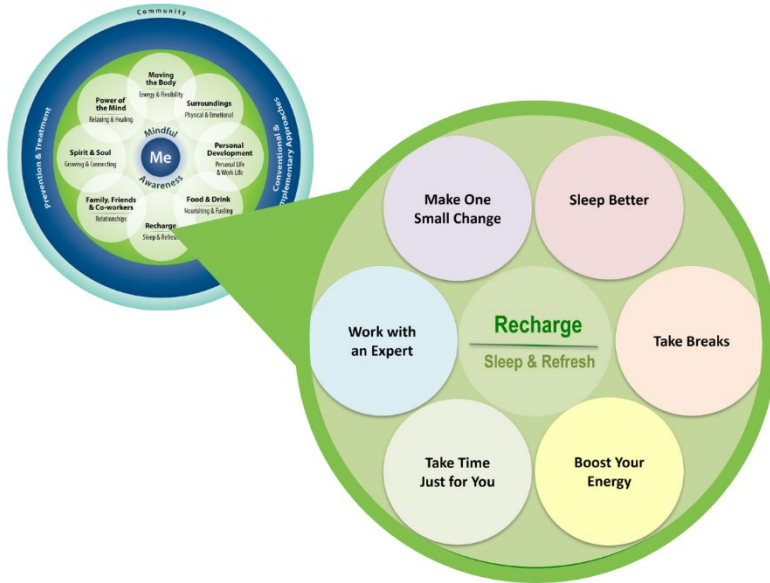 Community
Prevention & Treatment
Conventional &
Complementary Approaches
Moving
the Body
Energy & Flexibility
Surroundings
Physical & Emotional
Personal
Development
Personal Life
& Work Life
Food & Drink
Nourishing & Fueling
Recharge
Sleep & Refresh
Family, Friends
& Co-workers
Relationships
Spirit & Soul
Growing & Connecting
Power of
the Mind
Relaxing & Healing
Mindful
Awareness
Me
Make One
Small Change
Sleep Better
Work with
an Expert
Recharge
Sleep & Refresh
Take Breaks
Take Time
Just for You
Boost Your
Energy